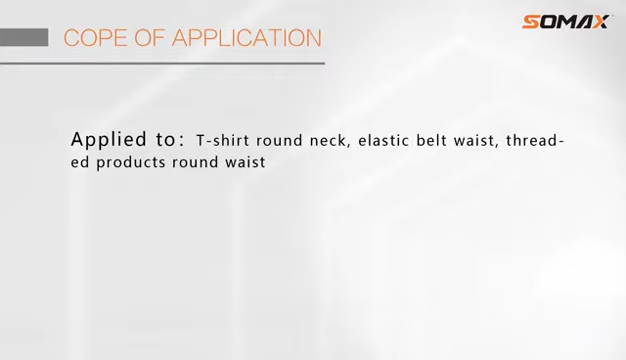 COPE OF APPLICATION
SOMAX
Applied to: T-shirt round neck, elastic belt waist, thread-
ed products round waist